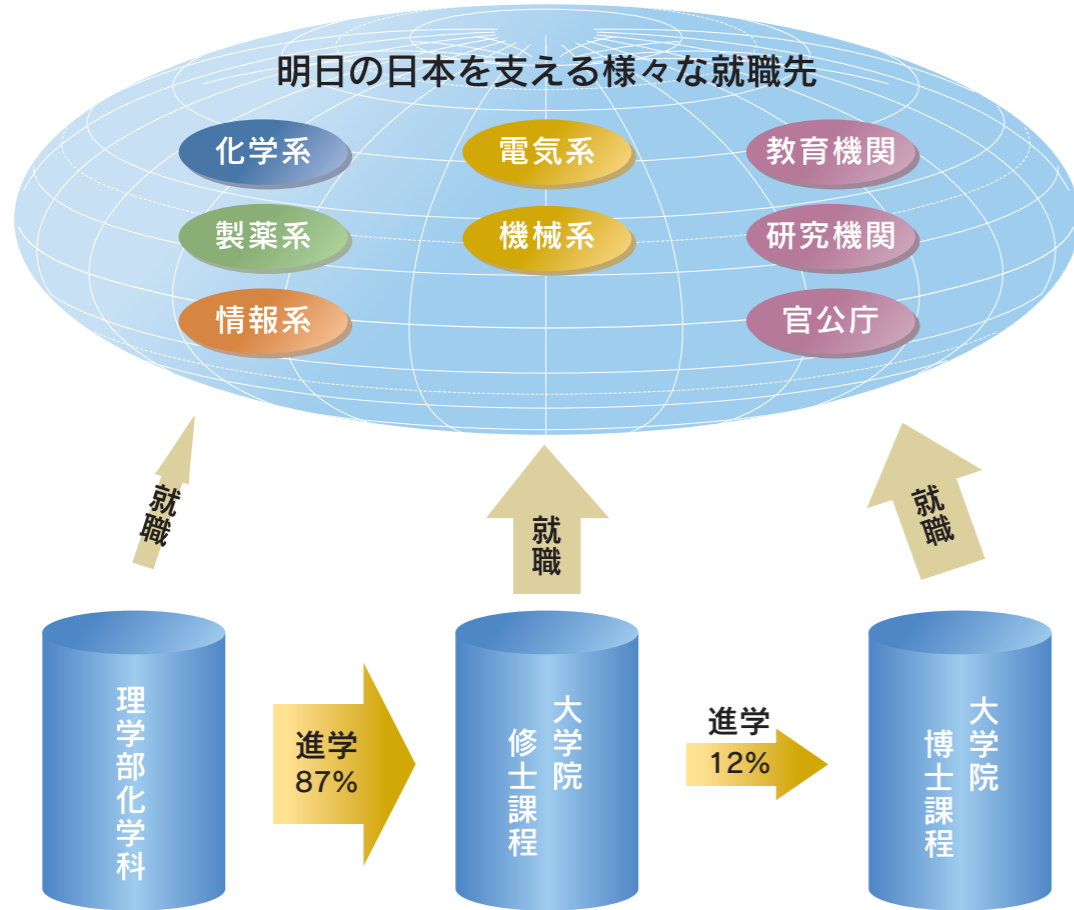 明日の日本を支える様々な就職先
化学系
電気系
教育機関
製薬系
機械系
研究機関
情報系
官公庁
就職
就職
就職
理学部化学科
進学
87%
大学院
修士課程
進学
12%
大学院
博士課程